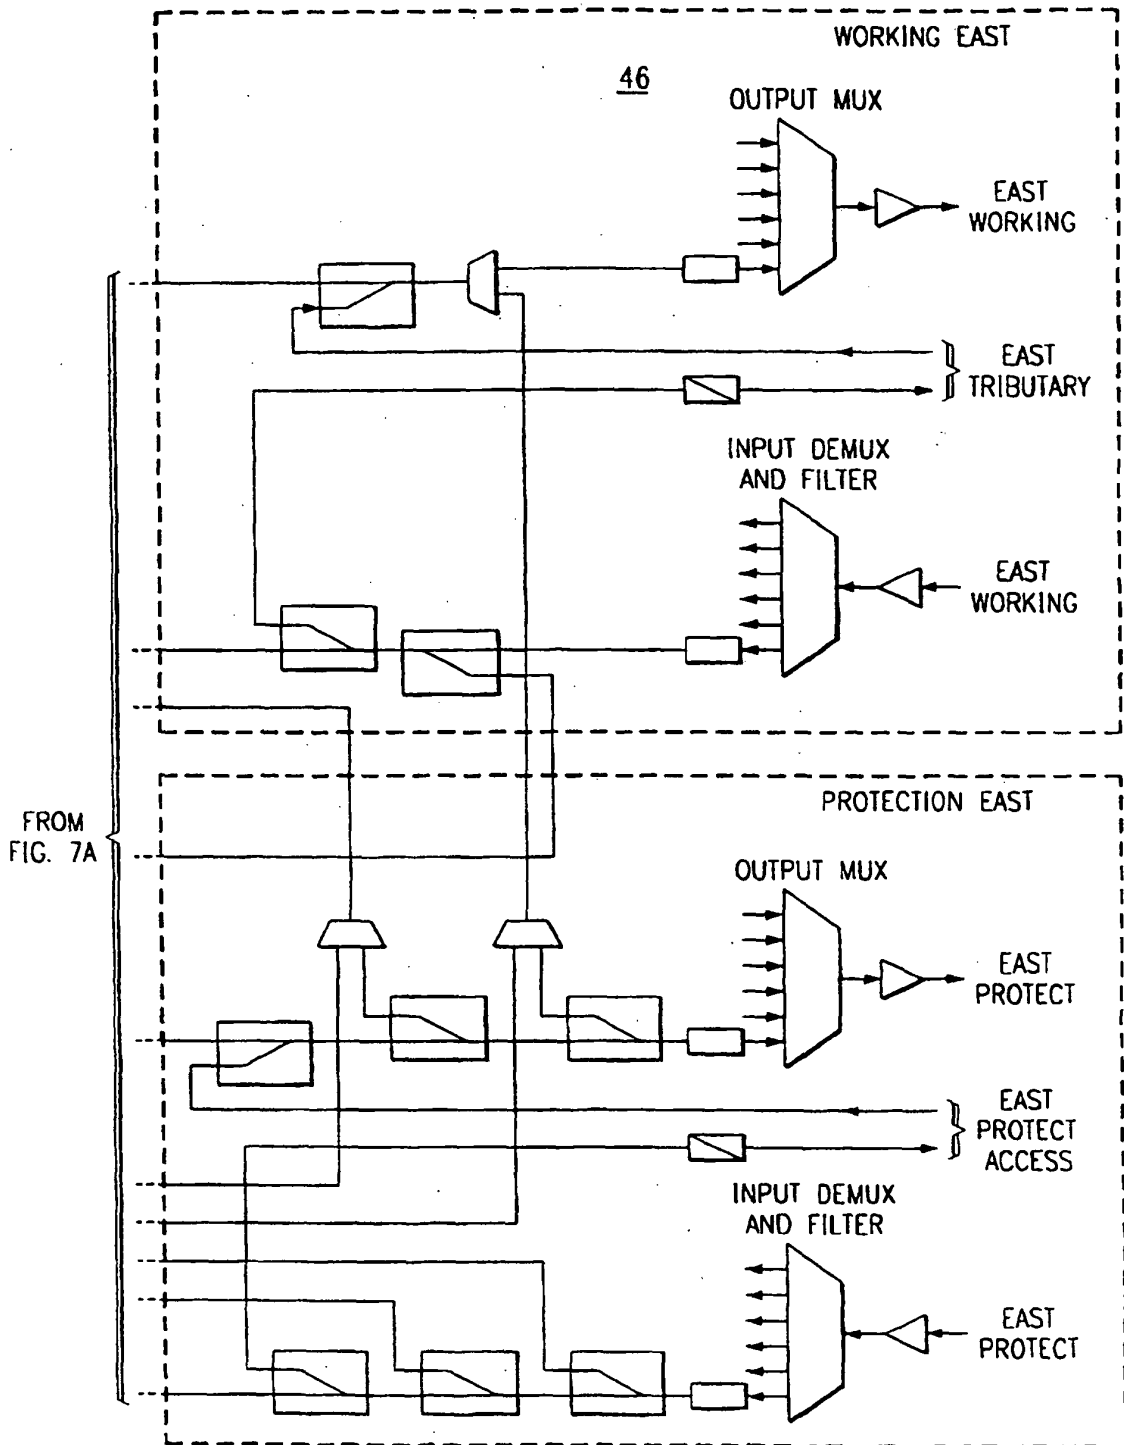 WORKING EAST
46
OUTPUT MUX
EAST
WORKING
EAST
TRIBUTARY
INPUT DEMUX
AND FILTER
EAST
WORKING
PROTECTION EAST
FROM
FIG. 7A
OUTPUT MUX
EAST
PROTECT
EAST
PROTECT
ACCESS
INPUT DEMUX
AND FILTER
EAST
PROTECT